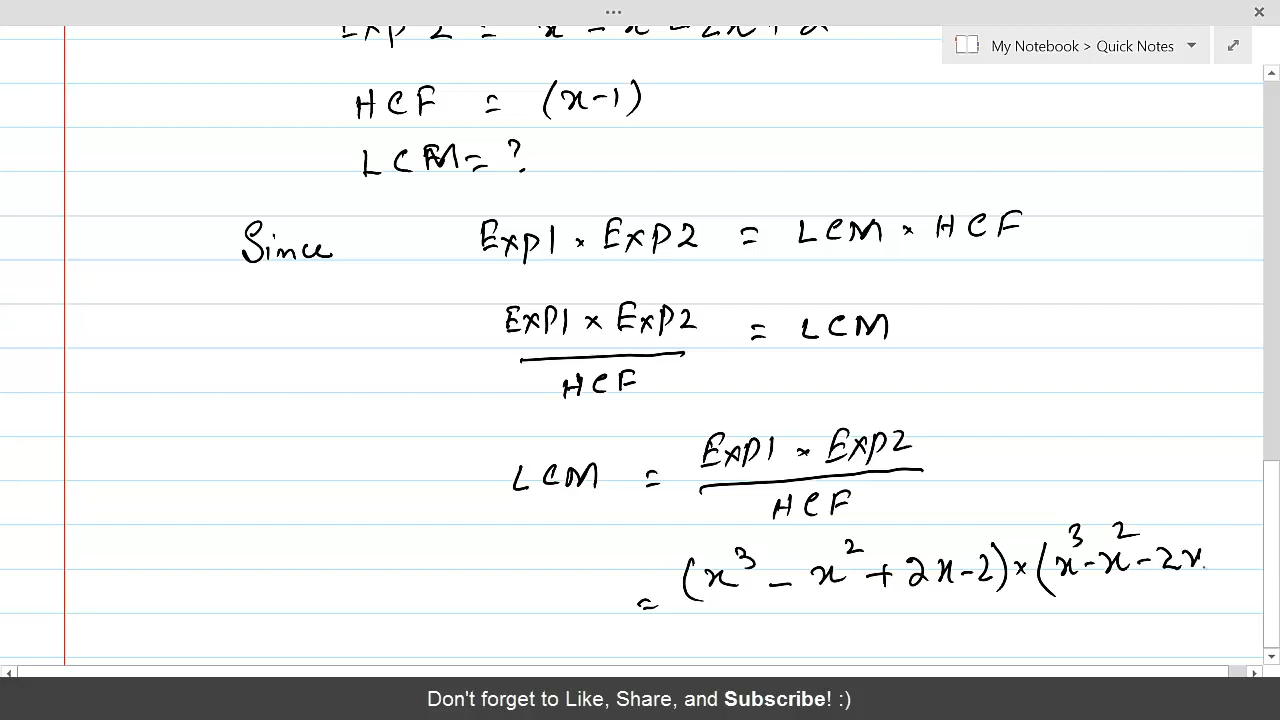 ...
My Notebook > Quick Notes
HCF = (x-1)
LCM = ?
Since Exp1 × Exp2 = LCM × HCF
Exp1 × Exp2 = LCM
HCF
LCM = Exp1 × Exp2
HCF
= (x³ - x² + 2x - 2) × (x³ - x² - 2x
Don't forget to Like, Share, and Subscribe! :)